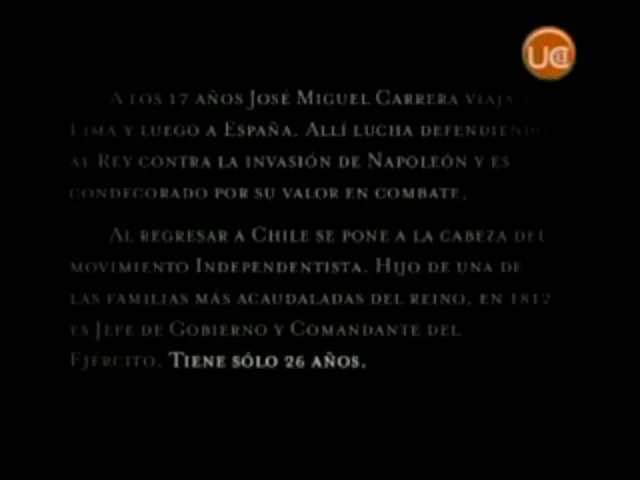 UC13
A LOS 17 AÑOS JOSÉ MIGUEL CARRERA VIAJA A
LIMA Y LUEGO A ESPAÑA. ALLÍ LUCHA DEFENDIENDO
AL REY CONTRA LA INVASIÓN DE NAPOLEÓN Y ES
CONDECORADO POR SU VALOR EN COMBATE.
AL REGRESAR A CHILE SE PONE A LA CABEZA DEL
MOVIMIENTO INDEPENDENTISTA. HIJO DE UNA DE
LAS FAMILIAS MÁS ACAUDALADAS DEL REINO, EN 1812
ES JEFE DE GOBIERNO Y COMANDANTE DEL
EJÉRCITO. TIENE SÓLO 26 AÑOS.